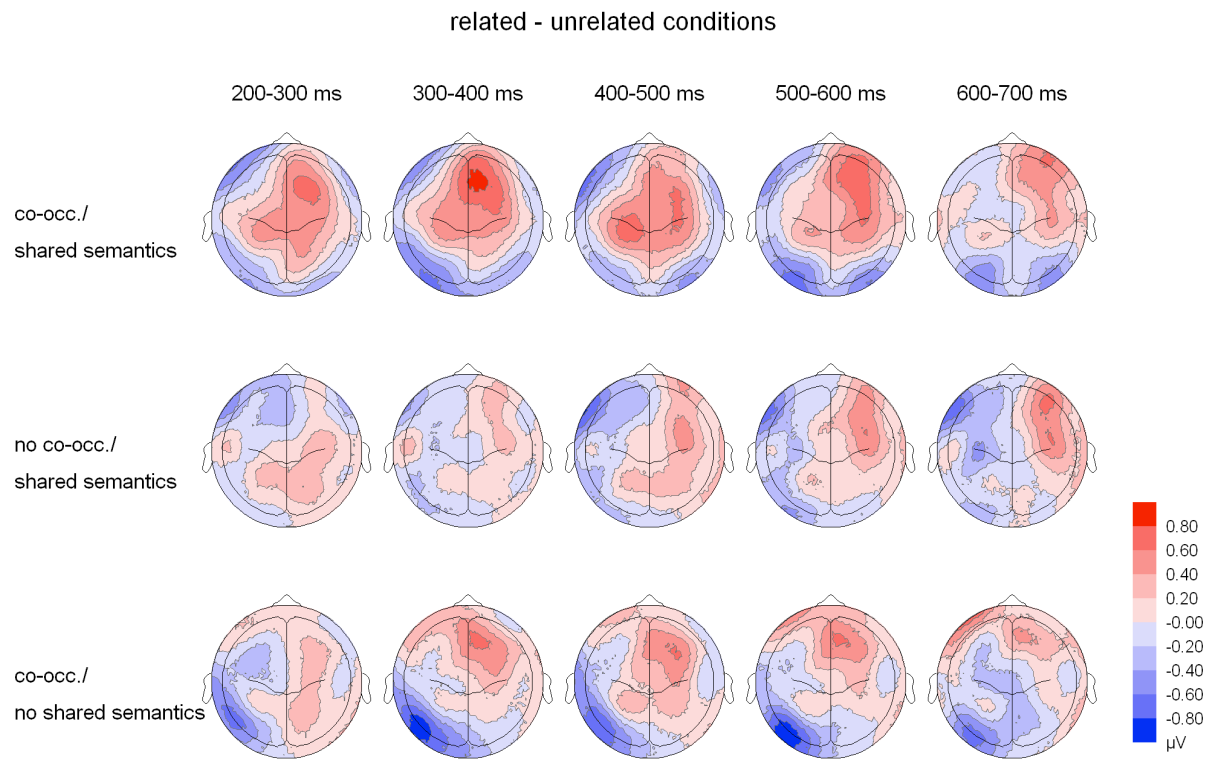 related - unrelated conditions
200-300 ms 300-400 ms 400-500 ms 500-600 ms 600-700 ms
co-occ./
shared semantics
no co-occ./
shared semantics
co-occ./
no shared semantics
0.80
0.60
0.40
0.20
-0.00
-0.20
-0.40
-0.60
-0.80
µV